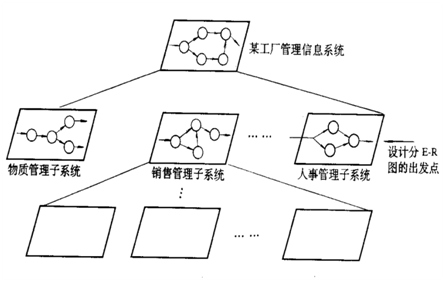 某工厂管理信息系统
物质管理子系统
销售管理子系统
……
人事管理子系统
设计分 E-R
图的出发点
⋮
……